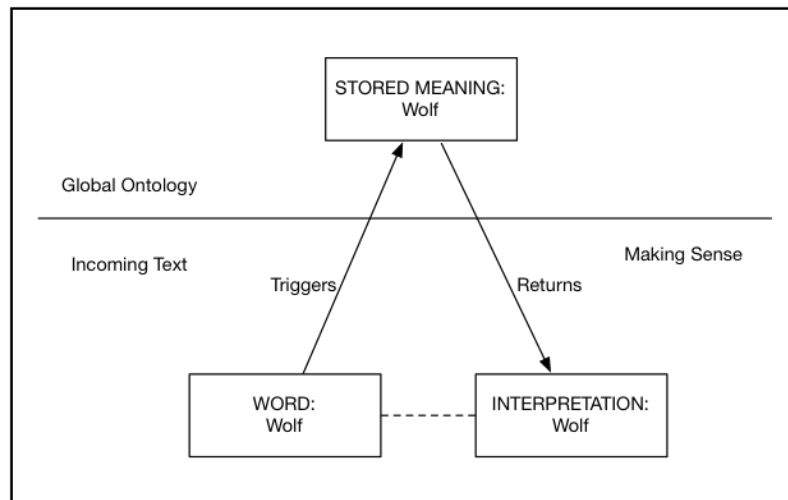 STORED MEANING:
Wolf
Global Ontology
Incoming Text
Making Sense
Triggers
Returns
WORD:
Wolf
INTERPRETATION:
Wolf